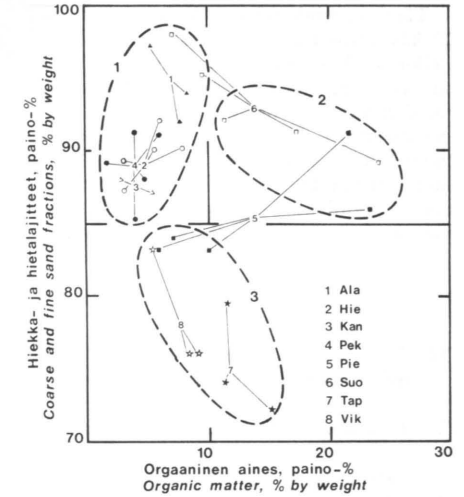 100
90
80
70
Hiekka- ja hietalajitteet, paino-%
Coarse and fine sand fractions, % by weight
1
1
6
2
4
2
3
5
3
8
7
1 Ala
2 Hie
3 Kan
4 Pek
5 Pie
6 Suo
7 Tap
8 Vik
0
10
20
30
Orgaaninen aines, paino-%
Organic matter, % by weight